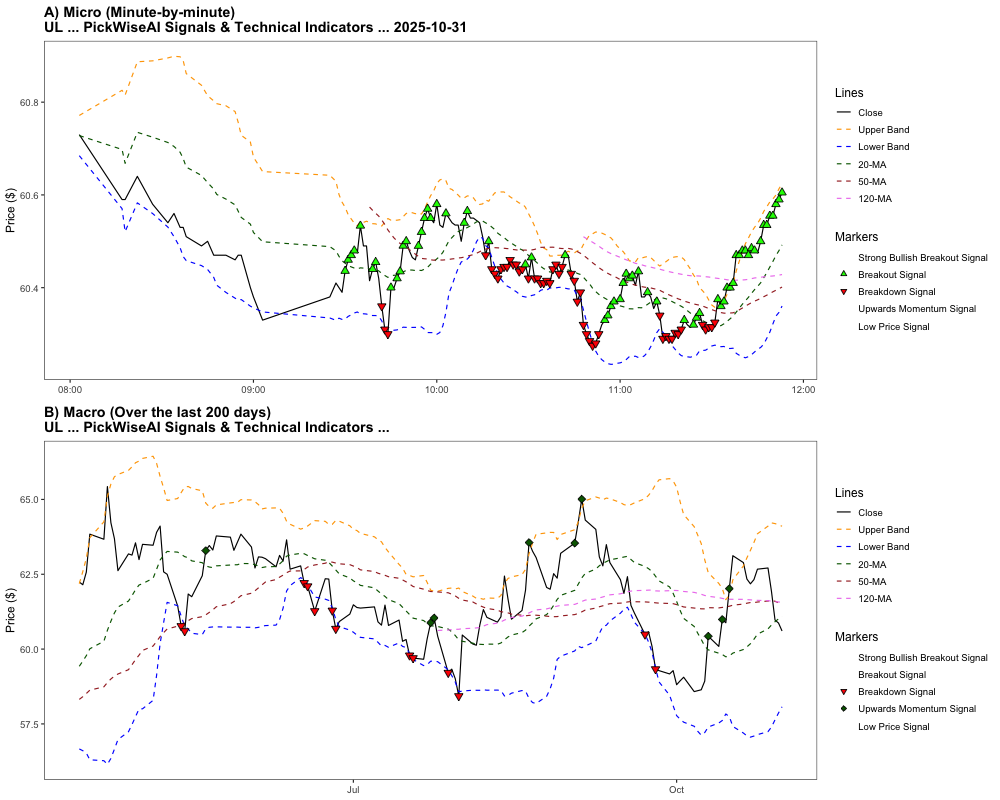 A) Micro (Minute-by-minute)
UL ... PickWiseAI Signals & Technical Indicators ... 2025-10-31
Price ($)
60.8
60.6
60.4
08:00
09:00
10:00
11:00
12:00
Lines
Close
Upper Band
Lower Band
20-MA
50-MA
120-MA
Markers
Strong Bullish Breakout Signal
Breakout Signal
Breakdown Signal
Upwards Momentum Signal
Low Price Signal
B) Macro (Over the last 200 days)
UL ... PickWiseAI Signals & Technical Indicators ...
Price ($)
65.0
62.5
60.0
57.5
Jul
Oct
Lines
Close
Upper Band
Lower Band
20-MA
50-MA
120-MA
Markers
Strong Bullish Breakout Signal
Breakout Signal
Breakdown Signal
Upwards Momentum Signal
Low Price Signal